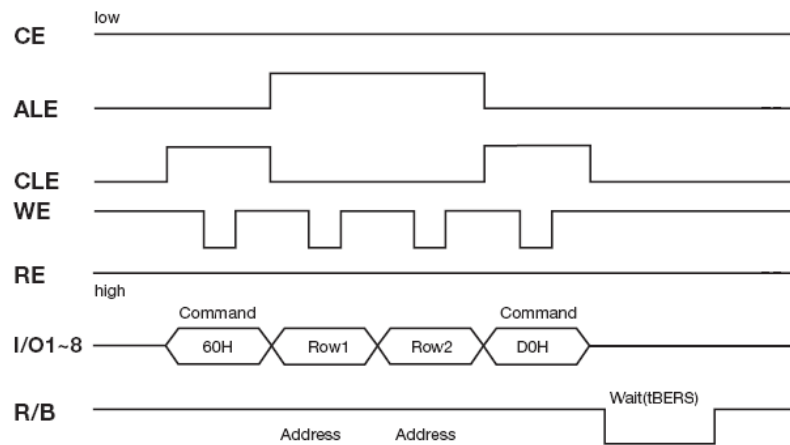 low
CE
ALE
CLE
WE
RE
high
Command Command
I/O1~8 60H Row1 Row2 D0H
R/B Wait(tBERS)
Address Address